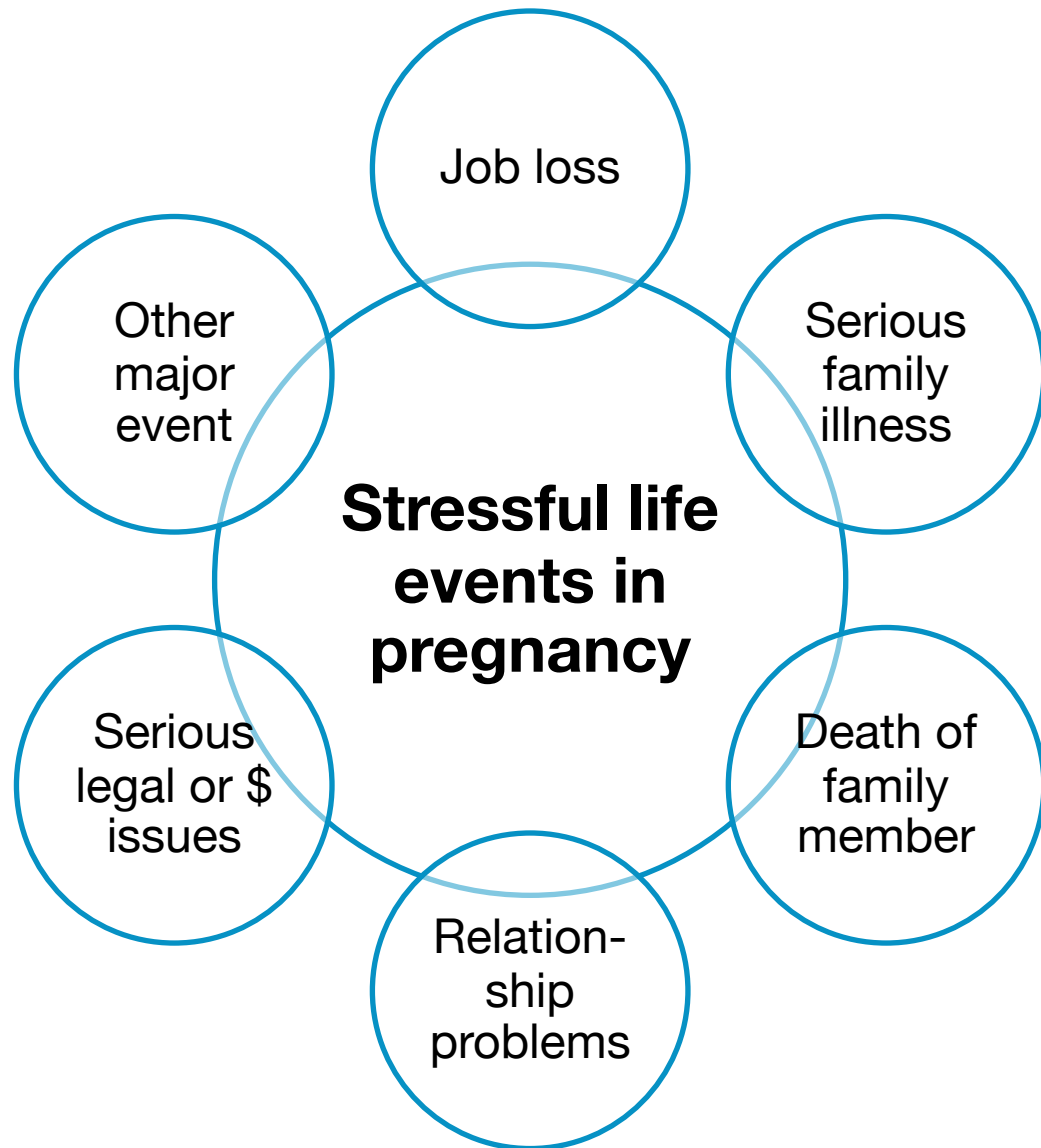 Job loss
Other
major
event
Serious
family
illness
Stressful life
events in
pregnancy
Serious
legal or $
issues
Death of
family
member
Relation-
ship
problems